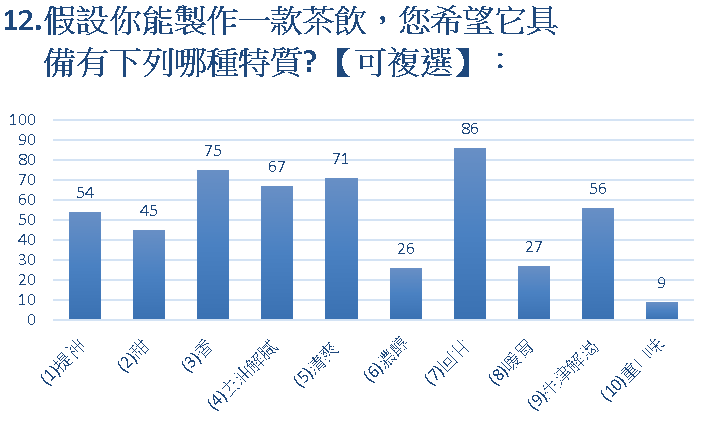 12.假設你能製作一款茶飲，您希望它具
備有下列哪種特質?【可複選】：
100
90
80
70
60
50
40
30
20
10
0
54
45
75
67
71
26
86
27
56
9
(1)提神
(2)甜
(3)香
(4)去油解膩
(5)清爽
(6)濃醇
(7)回甘
(8)暖胃
(9)生津解渴
(10)重口味